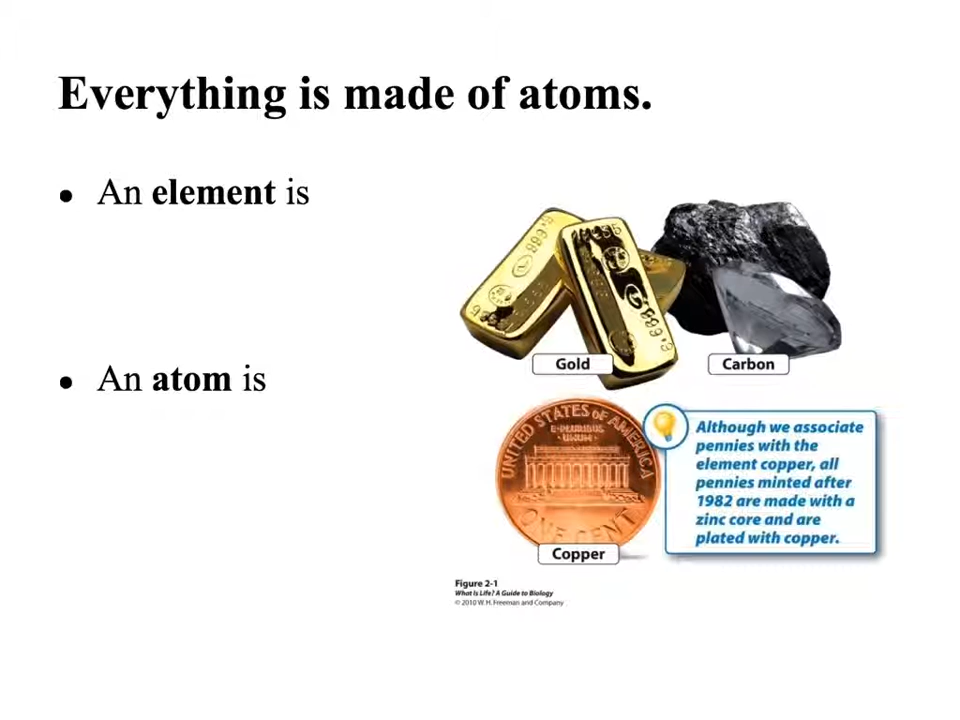 Everything is made of atoms.
• An element is
• An atom is
Gold
Carbon
UNITED STATES OF AMERICA
E·PLURIBUS
·UNUM·
ONE CENT
Copper
Although we associate
pennies with the
element copper, all
pennies minted after
1982 are made with a
zinc core and are
plated with copper.
Figure 2-1
What Is Life? A Guide to Biology
© 2010 W. H. Freeman and Company